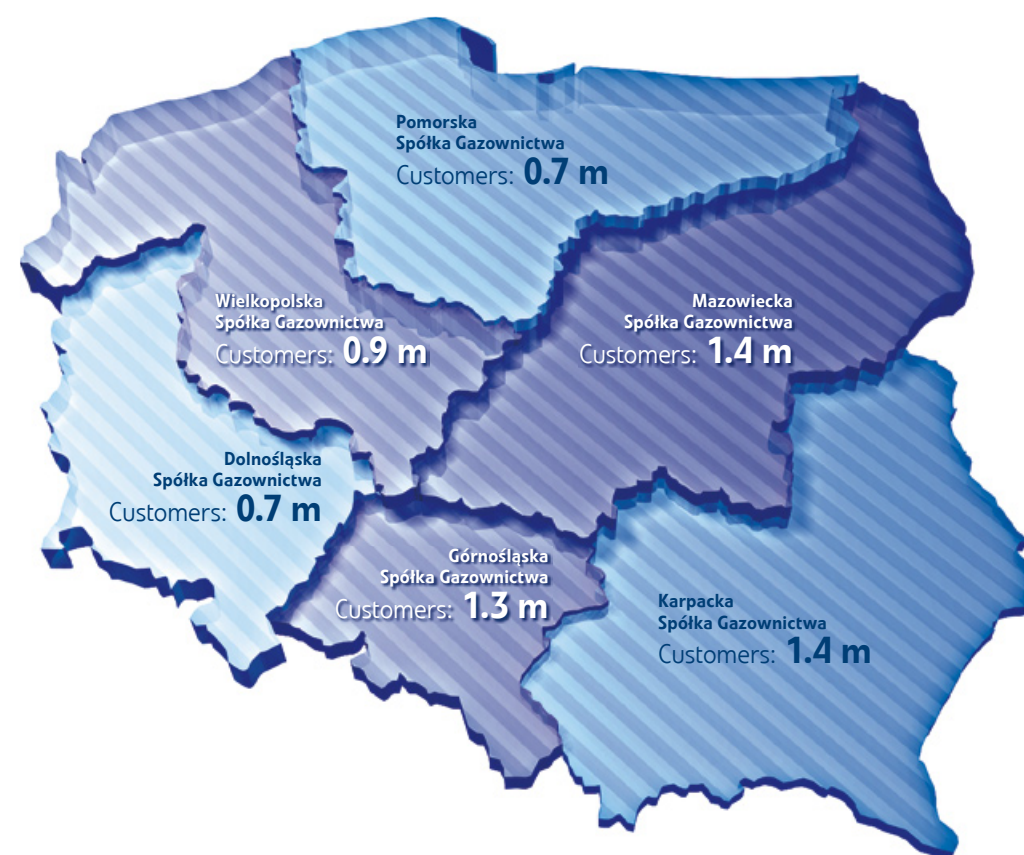 Pomorska
Spółka Gazownictwa
Customers: 0.7 m
Wielkopolska
Spółka Gazownictwa
Customers: 0.9 m
Mazowiecka
Spółka Gazownictwa
Customers: 1.4 m
Dolnośląska
Spółka Gazownictwa
Customers: 0.7 m
Górnośląska
Spółka Gazownictwa
Customers: 1.3 m
Karpacka
Spółka Gazownictwa
Customers: 1.4 m